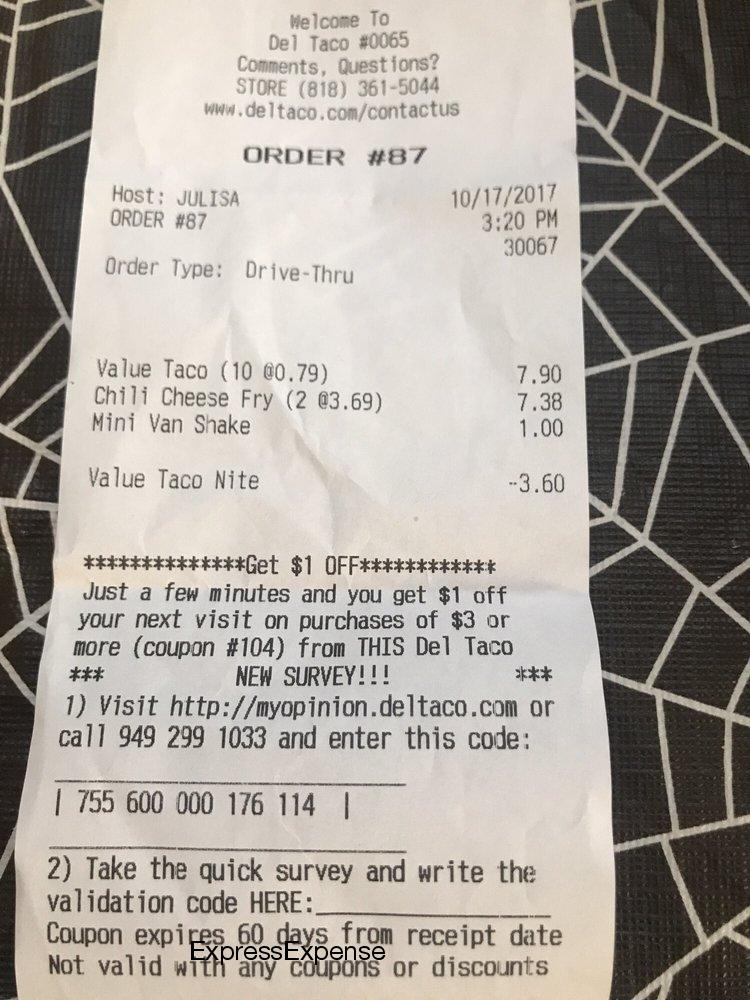 Welcome To
Del Taco #0065
Comments, Questions?
STORE (818) 361-5044
www.deltaco.com/contactus
ORDER #87
Host: JULISA 10/17/2017
ORDER #87 3:20 PM
30067
Order Type: Drive-Thru
Value Taco (10 @0.79) 7.90
Chili Cheese Fry (2 @3.69) 7.38
Mini Van Shake 1.00
Value Taco Nite -3.60
**************Get $1 OFF************
Just a few minutes and you get $1 off
your next visit on purchases of $3 or
more (coupon #104) from THIS Del Taco
*** NEW SURVEY!!! ***
1) Visit http://myopinion.deltaco.com or
call 949 299 1033 and enter this code:
| 755 600 000 176 114 |
2) Take the quick survey and write the
validation code HERE:________________
Coupon expires 60 days from receipt date
ExpressExpense
Not valid with any coupons or discounts